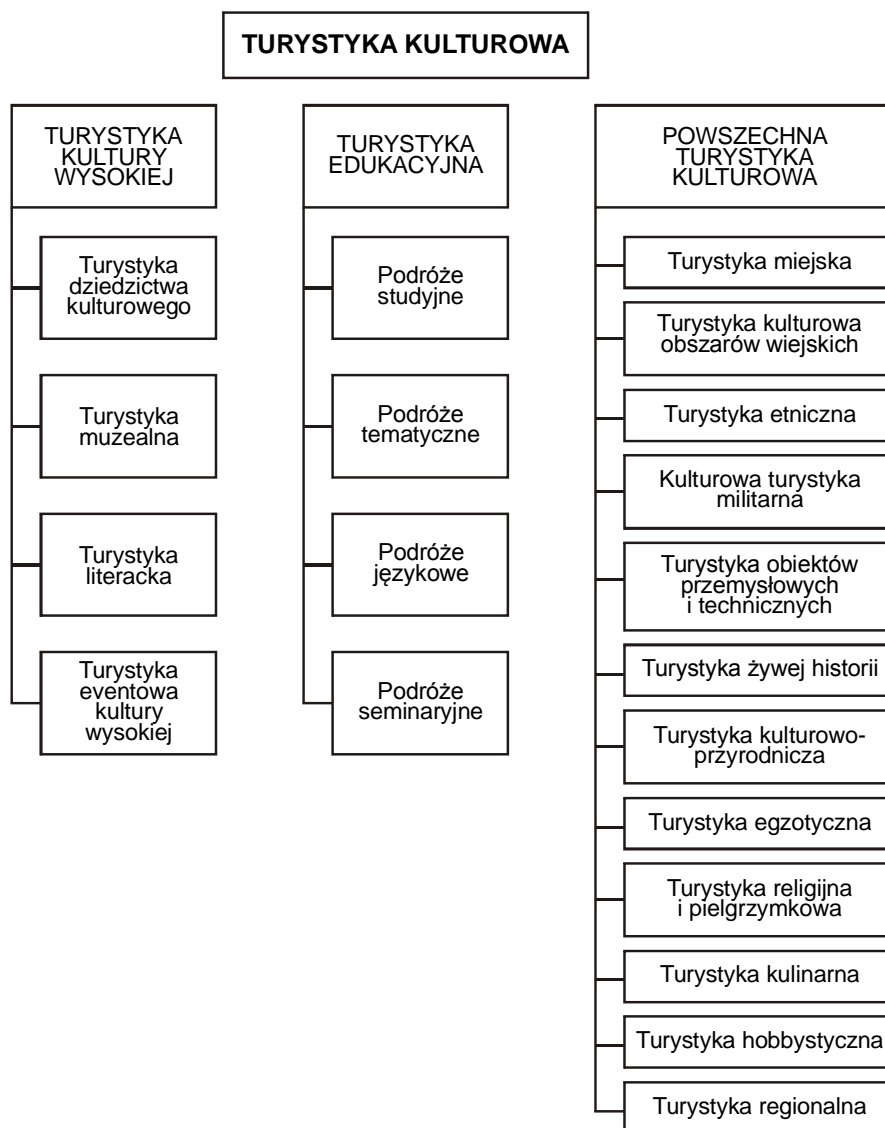 TURYSTYKA KULTUROWA
TURYSTYKA
KULTURY
WYSOKIEJ
Turystyka
dziedzictwa
kulturowego
Turystyka
muzealna
Turystyka
literacka
Turystyka
eventowa
kultury
wysokiej
TURYSTYKA
EDUKACYJNA
Podróże
studyjne
Podróże
tematyczne
Podróże
językowe
Podróże
seminaryjne
POWSZECHNA
TURYSTYKA
KULTUROWA
Turystyka miejska
Turystyka kulturowa
obszarów wiejskich
Turystyka etniczna
Kulturowa turystyka
militarna
Turystyka obiektów
przemysłowych
i technicznych
Turystyka żywej historii
Turystyka kulturowo-
przyrodnicza
Turystyka egzotyczna
Turystyka religijna
i pielgrzymkowa
Turystyka kulinarna
Turystyka hobbystyczna
Turystyka regionalna